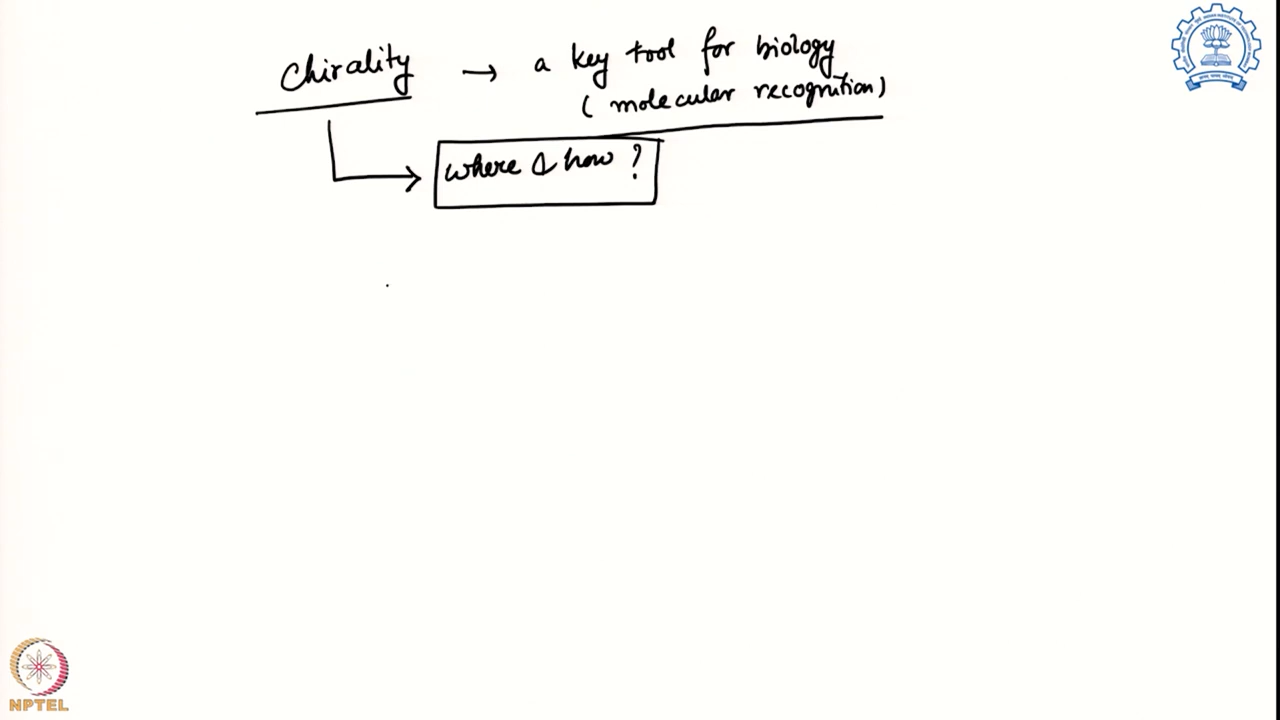 Chirality → a key tool for biology
(molecular recognition)
where & how ?
NPTEL